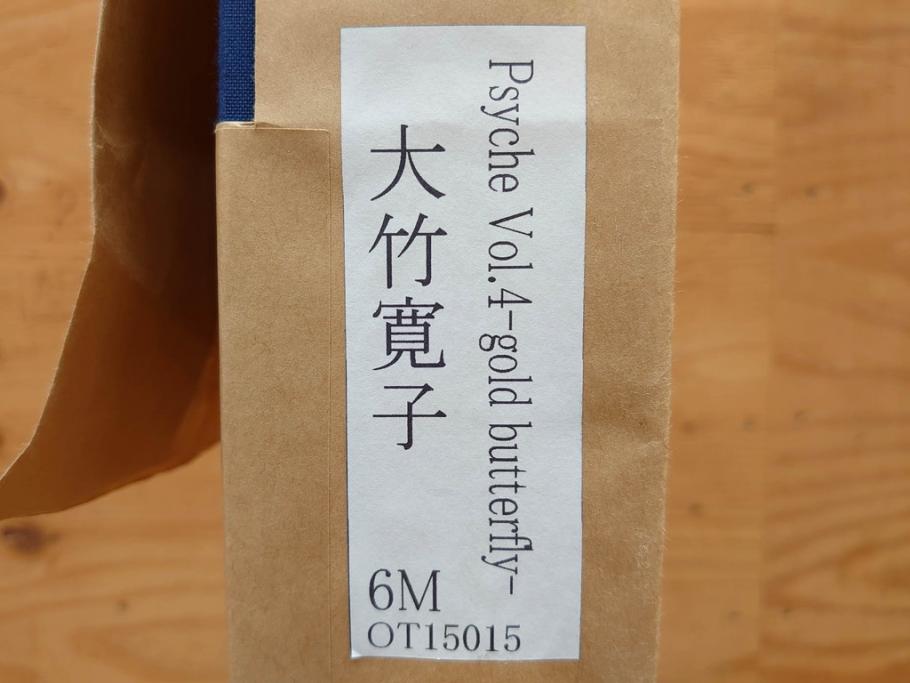 Psyche Vol.4-gold butterfly-
大竹寛子
6M
OT15015